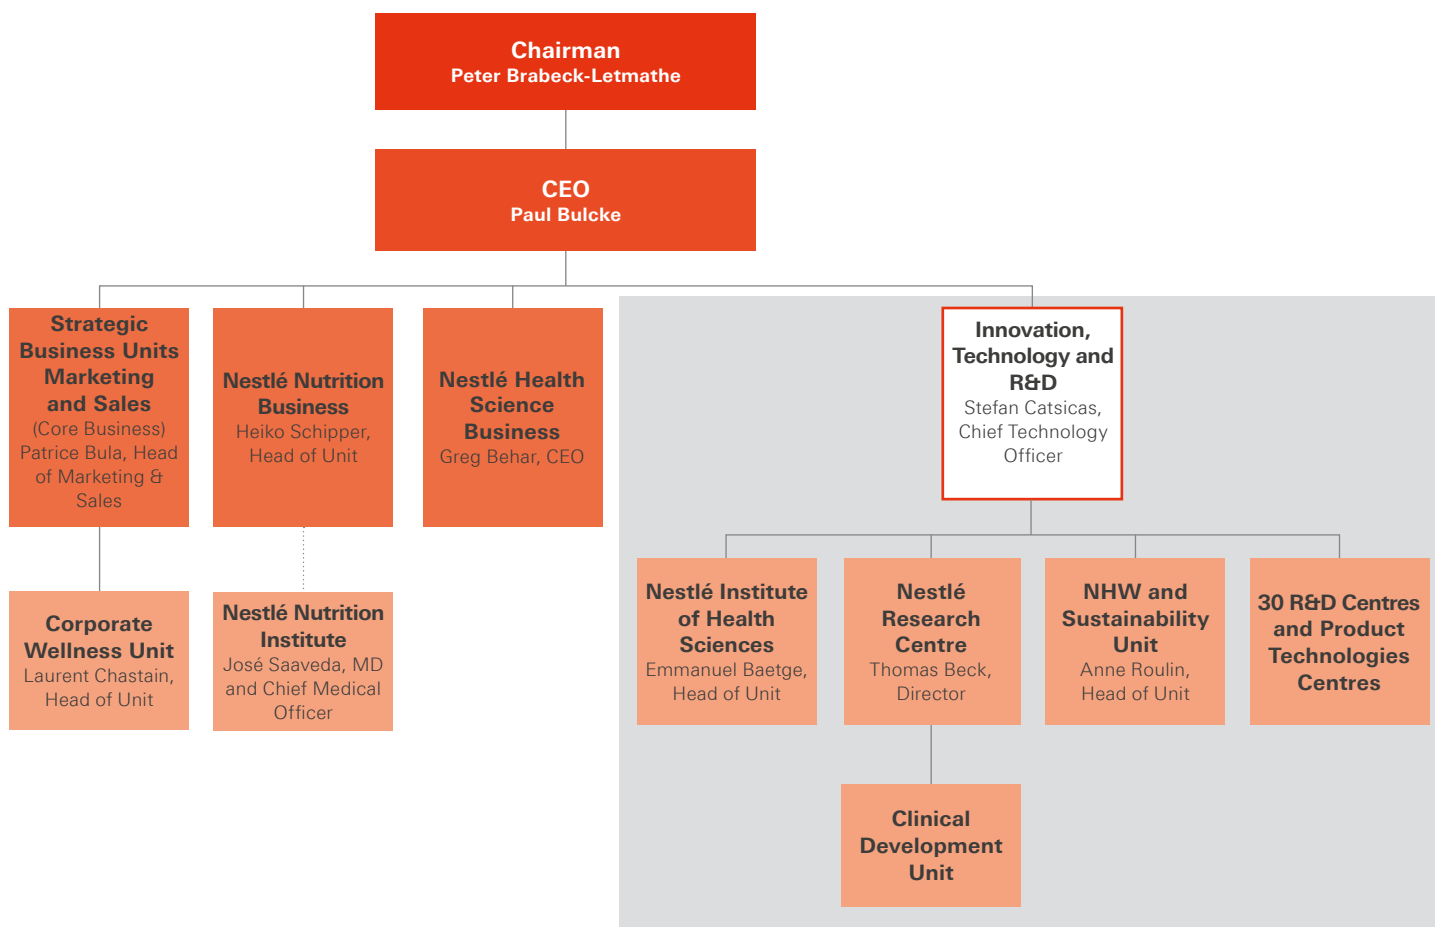 Chairman
Peter Brabeck-Letmathe
CEO
Paul Bulcke
Strategic
Business Units
Marketing
and Sales
(Core Business)
Patrice Bula, Head
of Marketing &
Sales
Nestlé Nutrition
Business
Heiko Schipper,
Head of Unit
Nestlé Health
Science
Business
Greg Behar, CEO
Innovation,
Technology and
R&D
Stefan Catsicas,
Chief Technology
Officer
Corporate
Wellness Unit
Laurent Chastain,
Head of Unit
Nestlé Nutrition
Institute
José Saaveda, MD
and Chief Medical
Officer
Nestlé Institute
of Health
Sciences
Emmanuel Baetge,
Head of Unit
Nestlé
Research
Centre
Thomas Beck,
Director
NHW and
Sustainability
Unit
Anne Roulin,
Head of Unit
30 R&D Centres
and Product
Technologies
Centres
Clinical
Development
Unit